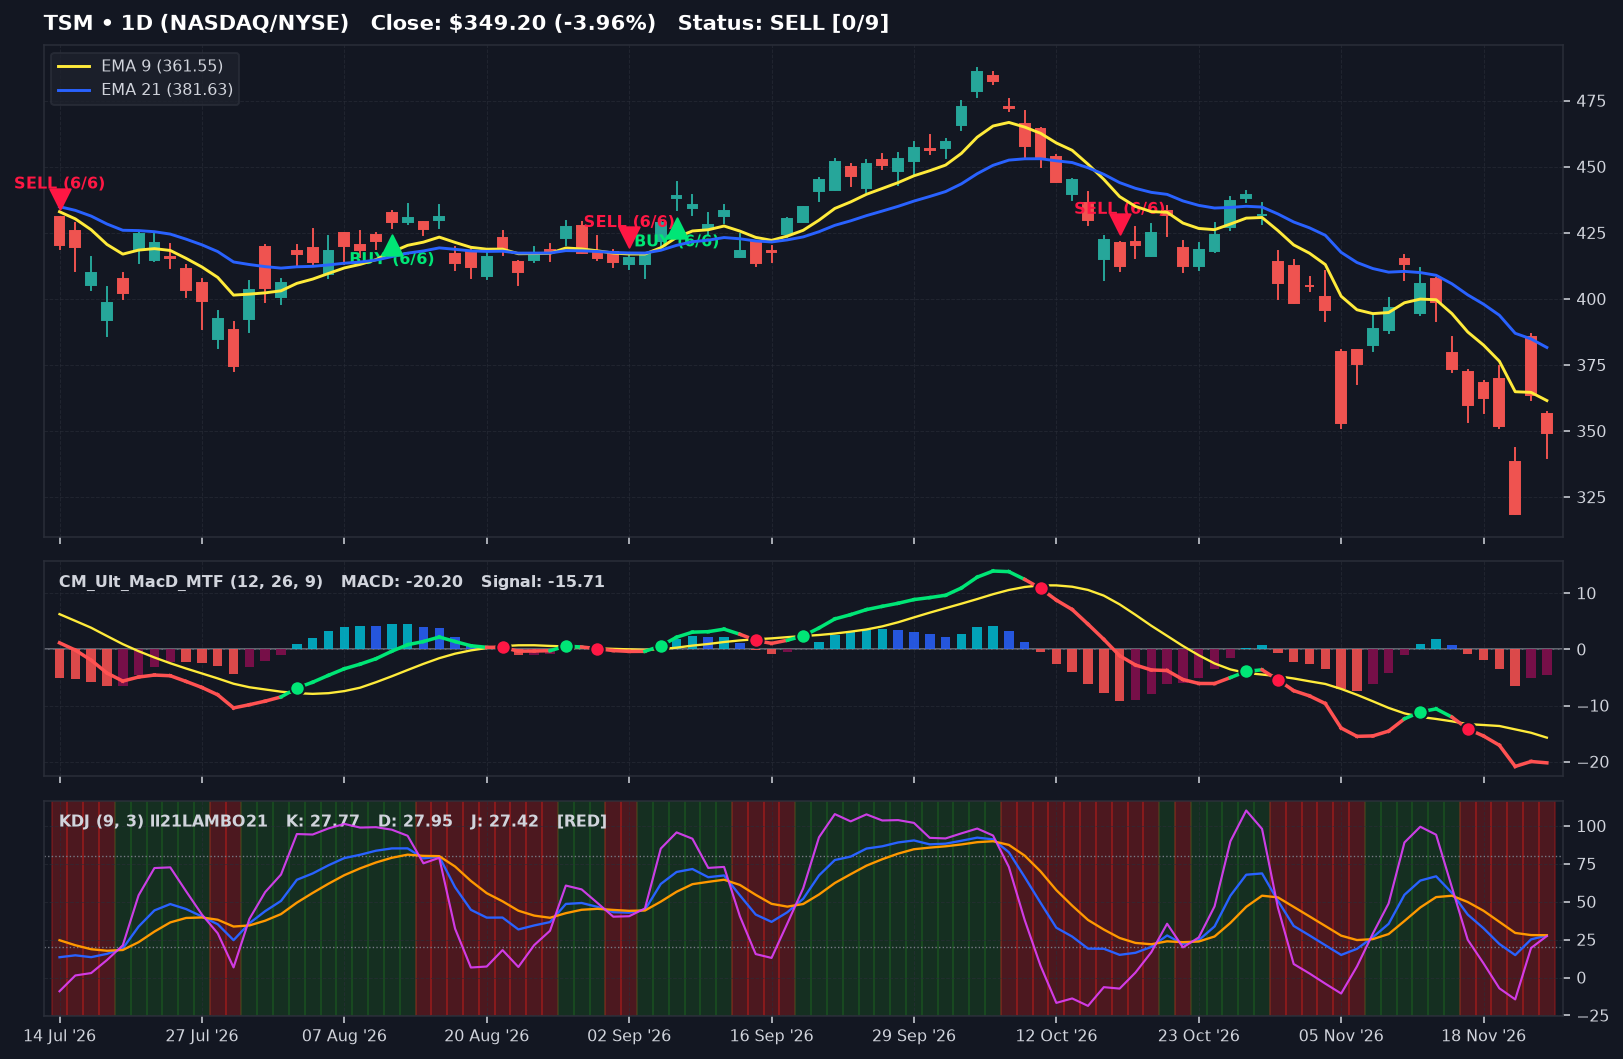 TSM • 1D (NASDAQ/NYSE)   Close: $349.20 (-3.96%)   Status: SELL [0/9]
EMA 9 (361.55)
EMA 21 (381.63)
475
450
425
400
375
350
325
SELL (6/6)
BUY (6/6)
SELL (6/6)
BUY (6/6)
SELL (6/6)
CM_Ult_MacD_MTF (12, 26, 9)   MACD: -20.20   Signal: -15.71
10
0
−10
−20
KDJ (9, 3) II21LAMBO21   K: 27.77   D: 27.95   J: 27.42   [RED]
100
75
50
25
0
−25
14 Jul '26
27 Jul '26
07 Aug '26
20 Aug '26
02 Sep '26
16 Sep '26
29 Sep '26
12 Oct '26
23 Oct '26
05 Nov '26
18 Nov '26